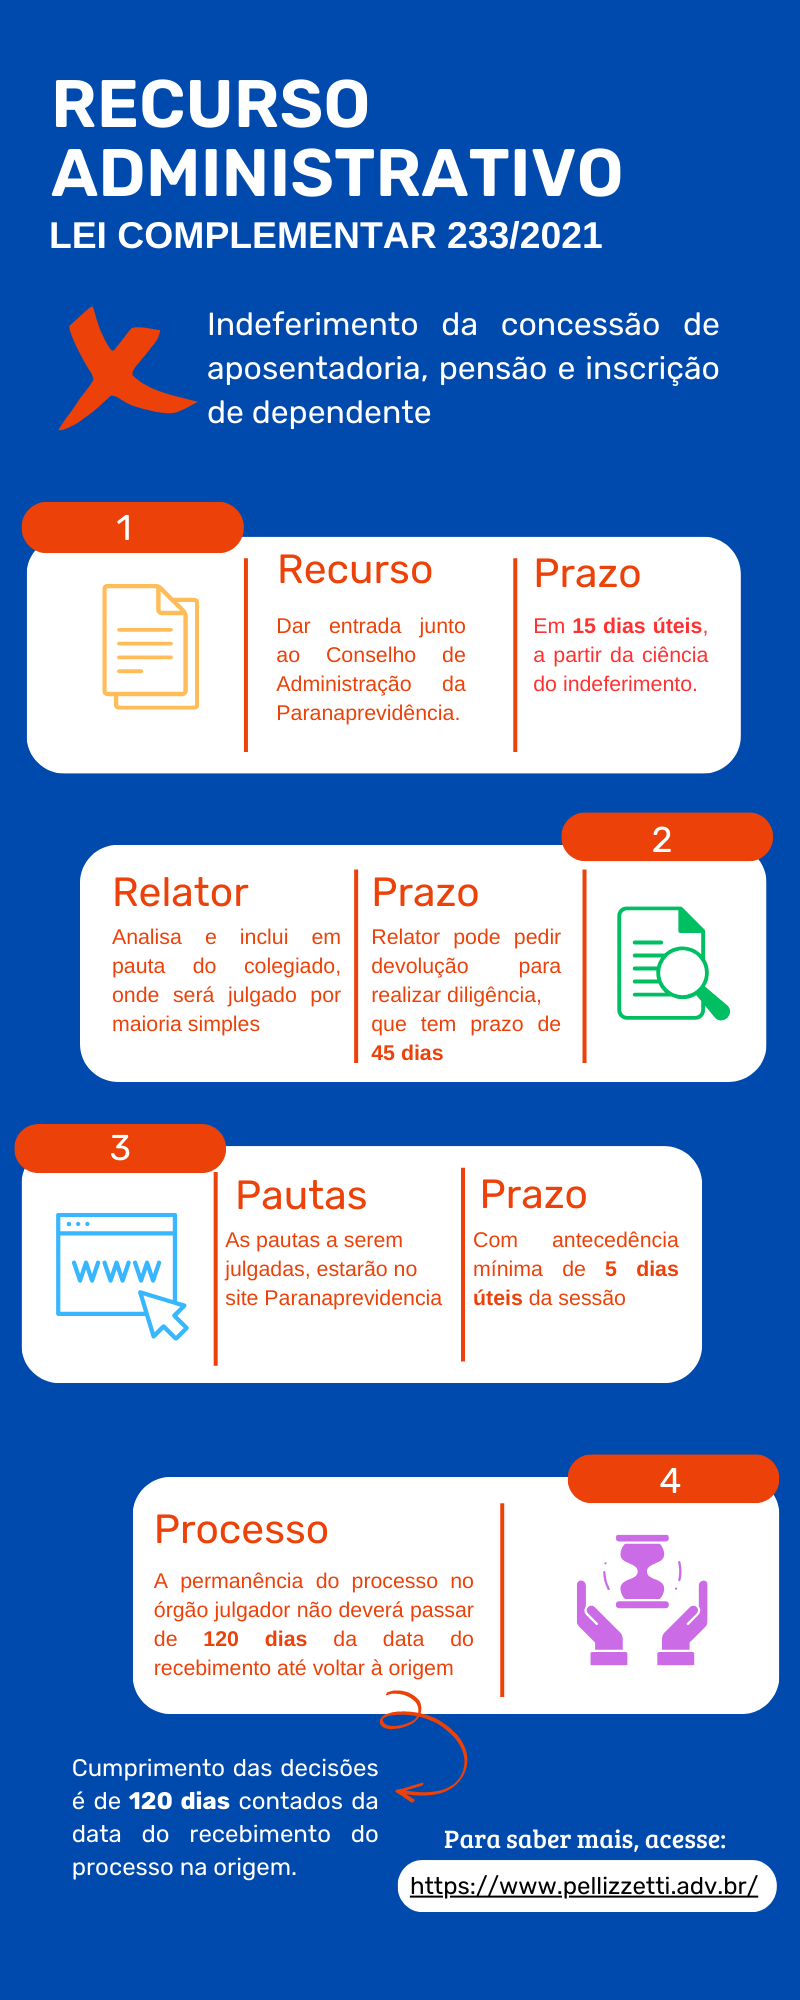 RECURSO
ADMINISTRATIVO
LEI COMPLEMENTAR 233/2021
Indeferimento da concessão de
aposentadoria, pensão e inscrição
de dependente
1
Recurso
Dar entrada junto
ao Conselho de
Administração da
Paranaprevidência.
Prazo
Em 15 dias úteis,
a partir da ciência
do indeferimento.
2
Relator
Analisa e inclui em
pauta do colegiado,
onde será julgado por
maioria simples
Prazo
Relator pode pedir
devolução para
realizar diligência,
que tem prazo de
45 dias
3
WWW
Pautas
As pautas a serem
julgadas, estarão no
site Paranaprevidencia
Prazo
Com antecedência
mínima de 5 dias
úteis da sessão
4
Processo
A permanência do processo no
órgão julgador não deverá passar
de 120 dias da data do
recebimento até voltar à origem
Cumprimento das decisões
é de 120 dias contados da
data do recebimento do
processo na origem.
Para saber mais, acesse:
https://www.pellizzetti.adv.br/